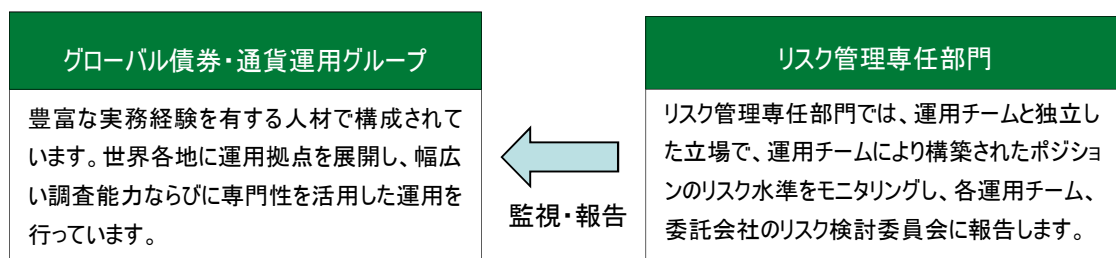 グローバル債券・通貨運用グループ
豊富な実務経験を有する人材で構成されて
います。世界各地に運用拠点を展開し、幅広
い調査能力ならびに専門性を活用した運用を
行っています。
監視・報告
リスク管理専任部門
リスク管理専任部門では、運用チームと独立し
た立場で、運用チームにより構築されたポジショ
ンのリスク水準をモニタリングし、各運用チーム、
委託会社のリスク検討委員会に報告します。